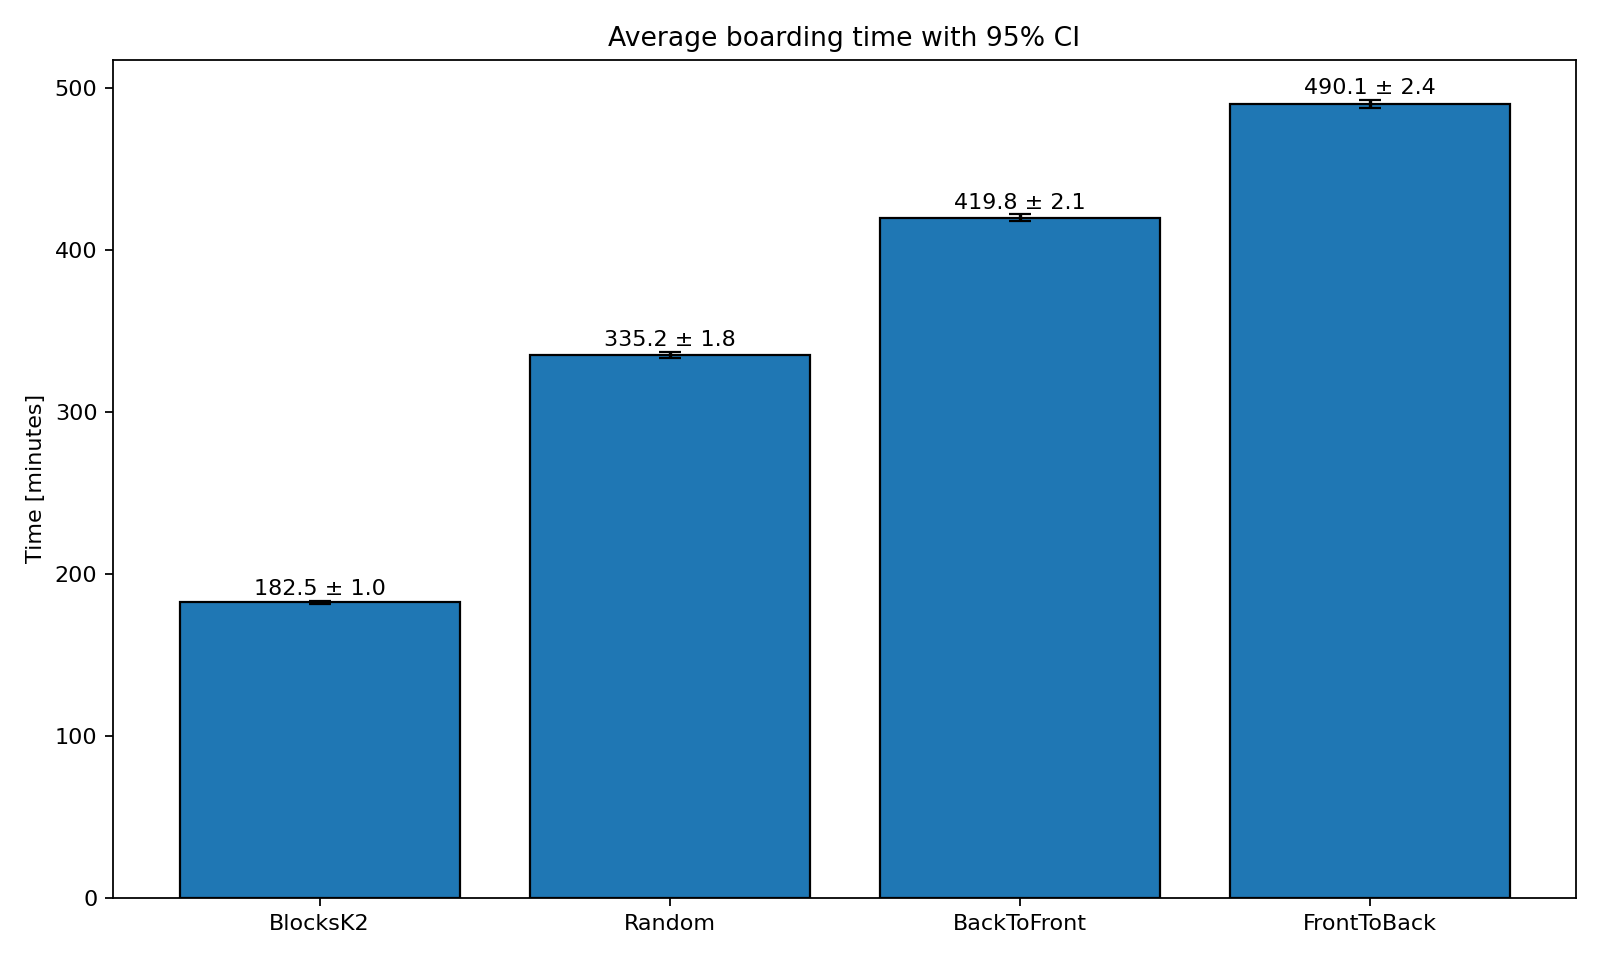 Average boarding time with 95% CI
Time [minutes]
500
400
300
200
100
0
182.5 ± 1.0
335.2 ± 1.8
419.8 ± 2.1
490.1 ± 2.4
BlocksK2
Random
BackToFront
FrontToBack